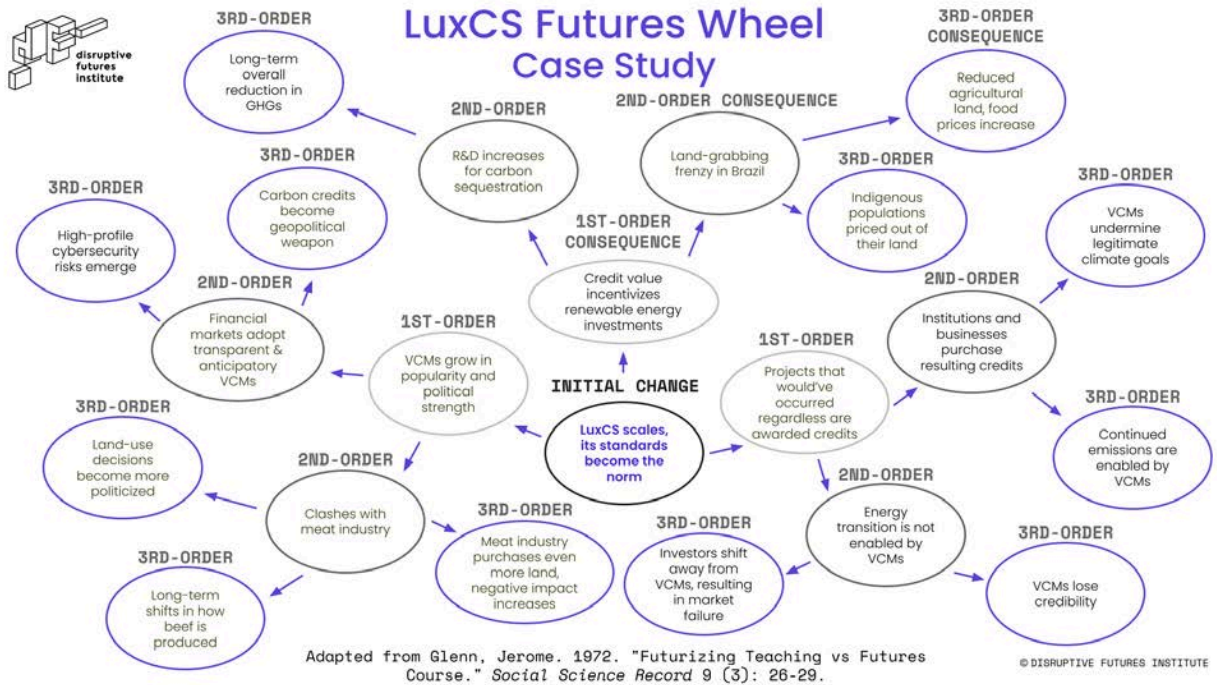 disruptive
futures
institute
LuxCS Futures Wheel
Case Study
3RD-ORDER
Long-term
overall
reduction in
GHGs
2ND-ORDER
R&D increases
for carbon
sequestration
2ND-ORDER CONSEQUENCE
Land-grabbing
frenzy in Brazil
3RD-ORDER
CONSEQUENCE
Reduced
agricultural
land, food
prices increase
3RD-ORDER
Indigenous
populations
priced out of
their land
3RD-ORDER
Carbon credits
become
geopolitical
weapon
3RD-ORDER
High-profile
cybersecurity
risks emerge
2ND-ORDER
Financial
markets adopt
transparent &
anticipatory
VCMs
1ST-ORDER
CONSEQUENCE
Credit value
incentivizes
renewable energy
investments
1ST-ORDER
VCMs grow in
popularity and
political
strength
INITIAL CHANGE
LuxCS scales,
its standards
become the
norm
1ST-ORDER
Projects that
would've
occurred
regardless are
awarded credits
2ND-ORDER
Institutions and
businesses
purchase
resulting credits
3RD-ORDER
VCMs
undermine
legitimate
climate goals
3RD-ORDER
Continued
emissions are
enabled by
VCMs
3RD-ORDER
Land-use
decisions
become more
politicized
2ND-ORDER
Clashes with
meat industry
3RD-ORDER
Long-term
shifts in how
beef is
produced
3RD-ORDER
Meat industry
purchases even
more land,
negative impact
increases
2ND-ORDER
Energy
transition is not
enabled by
VCMs
3RD-ORDER
Investors shift
away from
VCMs, resulting
in market
failure
3RD-ORDER
VCMs lose
credibility
Adapted from Glenn, Jerome. 1972. "Futurizing Teaching vs Futures
Course." Social Science Record 9 (3): 26-29.
© DISRUPTIVE FUTURES INSTITUTE